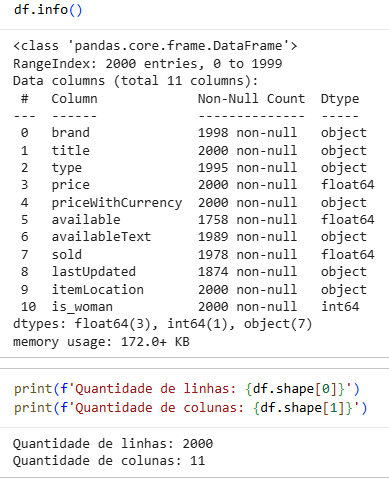 df.info()
<class 'pandas.core.frame.DataFrame'>
RangeIndex: 2000 entries, 0 to 1999
Data columns (total 11 columns):
 #   Column             Non-Null Count  Dtype
---  ------             --------------  -----
 0   brand              1998 non-null   object
 1   title              2000 non-null   object
 2   type               1995 non-null   object
 3   price              2000 non-null   float64
 4   priceWithCurrency  2000 non-null   object
 5   available          1758 non-null   float64
 6   availableText      1989 non-null   object
 7   sold               1978 non-null   float64
 8   lastUpdated        1874 non-null   object
 9   itemLocation       2000 non-null   object
 10  is_woman           2000 non-null   int64
dtypes: float64(3), int64(1), object(7)
memory usage: 172.0+ KB
print(f'Quantidade de linhas: {df.shape[0]}')
print(f'Quantidade de colunas: {df.shape[1]}')
Quantidade de linhas: 2000
Quantidade de colunas: 11